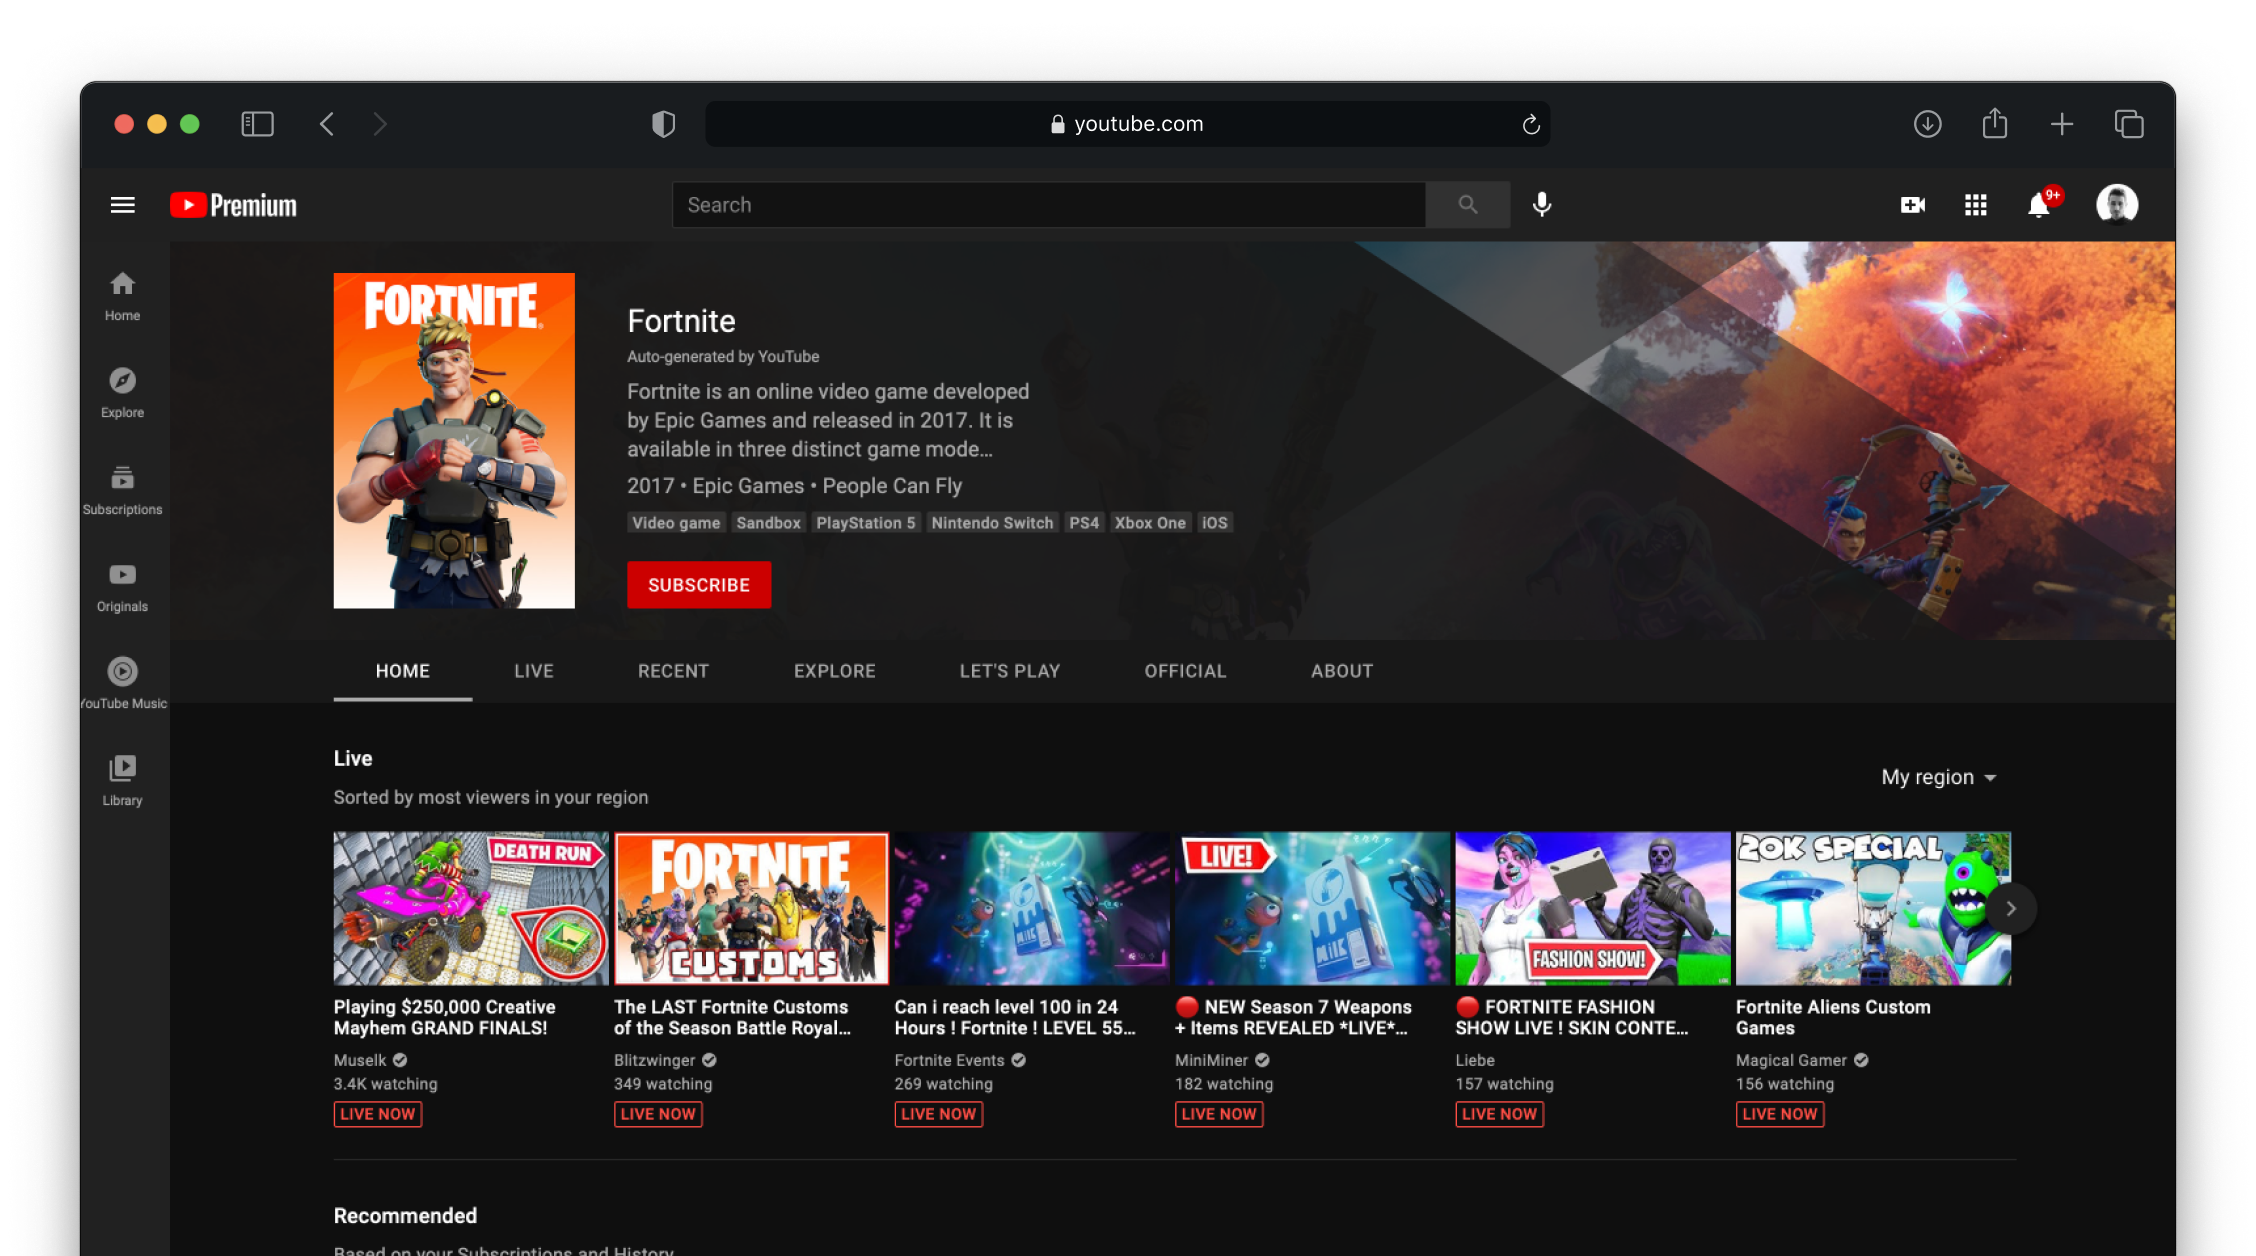 youtube.com
Premium
Search
9+
Home
Explore
Subscriptions
Originals
YouTube Music
Library
FORTNITE
Fortnite
Auto-generated by YouTube
Fortnite is an online video game developed
by Epic Games and released in 2017. It is
available in three distinct game mode...
2017 • Epic Games • People Can Fly
Video game Sandbox PlayStation 5 Nintendo Switch PS4 Xbox One iOS
SUBSCRIBE
HOME LIVE RECENT EXPLORE LET'S PLAY OFFICIAL ABOUT
Live
Sorted by most viewers in your region
My region
DEATH RUN
Playing $250,000 Creative
Mayhem GRAND FINALS!
Muselk
3.4K watching
LIVE NOW
FORTNITE
CUSTOMS
The LAST Fortnite Customs
of the Season Battle Royal...
Blitzwinger
349 watching
LIVE NOW
MILK
Can i reach level 100 in 24
Hours ! Fortnite ! LEVEL 55...
Fortnite Events
269 watching
LIVE NOW
LIVE!
MILK
🔴 NEW Season 7 Weapons
+ Items REVEALED *LIVE*...
MiniMiner
182 watching
LIVE NOW
FASHION SHOW!
🔴 FORTNITE FASHION
SHOW LIVE ! SKIN CONTE...
Liebe
157 watching
LIVE NOW
20K SPECIAL
Fortnite Aliens Custom
Games
Magical Gamer
156 watching
LIVE NOW
Recommended
Based on your Subscriptions and History